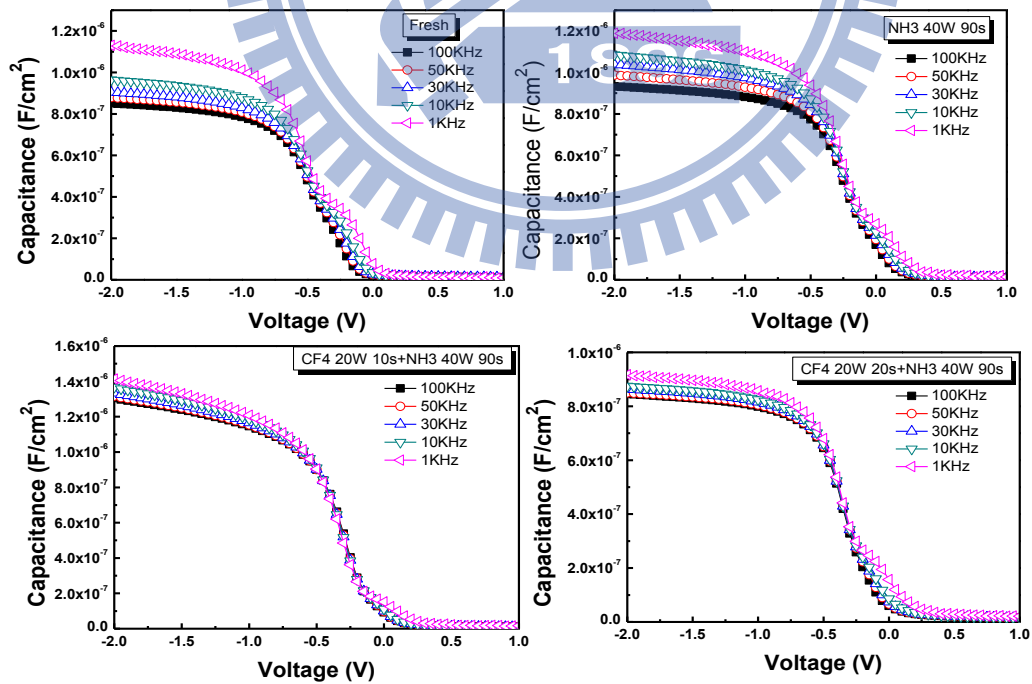 Fresh
100KHz
50KHz
30KHz
10KHz
1KHz
1.2x10-6
1.0x10-6
8.0x10-7
6.0x10-7
4.0x10-7
2.0x10-7
0.0
Capacitance (F/cm2)
-2.0 -1.5 -1.0 -0.5 0.0 0.5 1.0
Voltage (V)
NH3 40W 90s
100KHz
50KHz
30KHz
10KHz
1KHz
1.2x10-6
1.0x10-6
8.0x10-7
6.0x10-7
4.0x10-7
2.0x10-7
0.0
Capacitance (F/cm2)
-2.0 -1.5 -1.0 -0.5 0.0 0.5 1.0
Voltage (V)
CF4 20W 10s+NH3 40W 90s
100KHz
50KHz
30KHz
10KHz
1KHz
1.6x10-6
1.4x10-6
1.2x10-6
1.0x10-6
8.0x10-7
6.0x10-7
4.0x10-7
2.0x10-7
0.0
Capacitance (F/cm2)
-2.0 -1.5 -1.0 -0.5 0.0 0.5 1.0
Voltage (V)
CF4 20W 20s+NH3 40W 90s
100KHz
50KHz
30KHz
10KHz
1KHz
1.0x10-6
8.0x10-7
6.0x10-7
4.0x10-7
2.0x10-7
0.0
Capacitance (F/cm2)
-2.0 -1.5 -1.0 -0.5 0.0 0.5 1.0
Voltage (V)